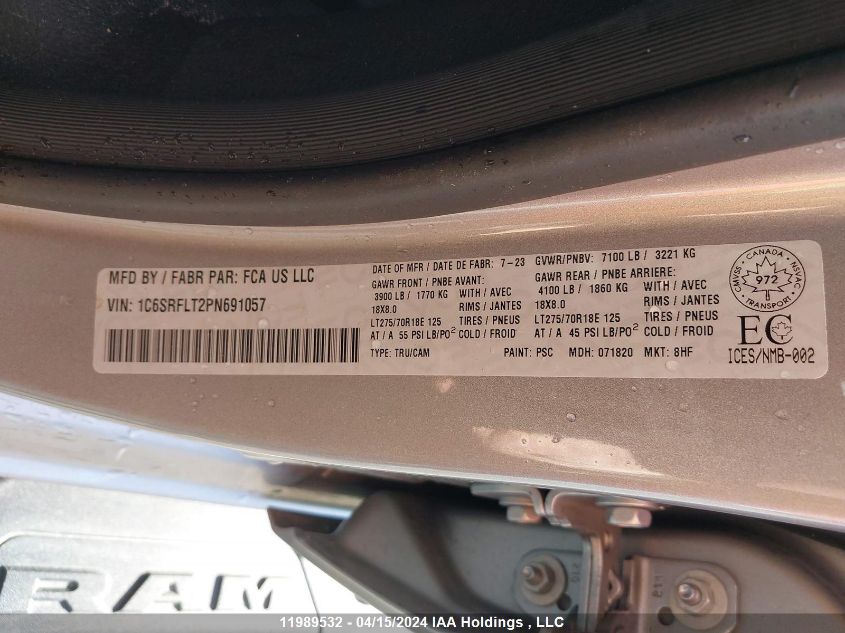 MFD BY / FABR PAR: FCA US LLC
VIN: 1C6SRFLT2PN691057
DATE OF MFR / DATE DE FABR: 7-23
GAWR FRONT / PNBE AVANT:
3900 LB / 1770 KG WITH / AVEC
18X8.0 RIMS / JANTES
LT275/70R18E 125 TIRES / PNEUS
AT / A 55 PSI LB/PO² COLD / FROID
TYPE: TRU/CAM
GVWR/PNBV: 7100 LB / 3221 KG
GAWR REAR / PNBE ARRIERE:
4100 LB / 1860 KG WITH / AVEC
18X8.0 RIMS / JANTES
LT275/70R18E 125 TIRES / PNEUS
AT / A 45 PSI LB/PO² COLD / FROID
PAINT: PSC MDH: 071820 MKT: 8HF
CANADA
CMVSS 972 NSVAC
TRANSPORT
EC
ICES/NMB-002
RAM
11989532 - 04/15/2024 IAA Holdings , LLC